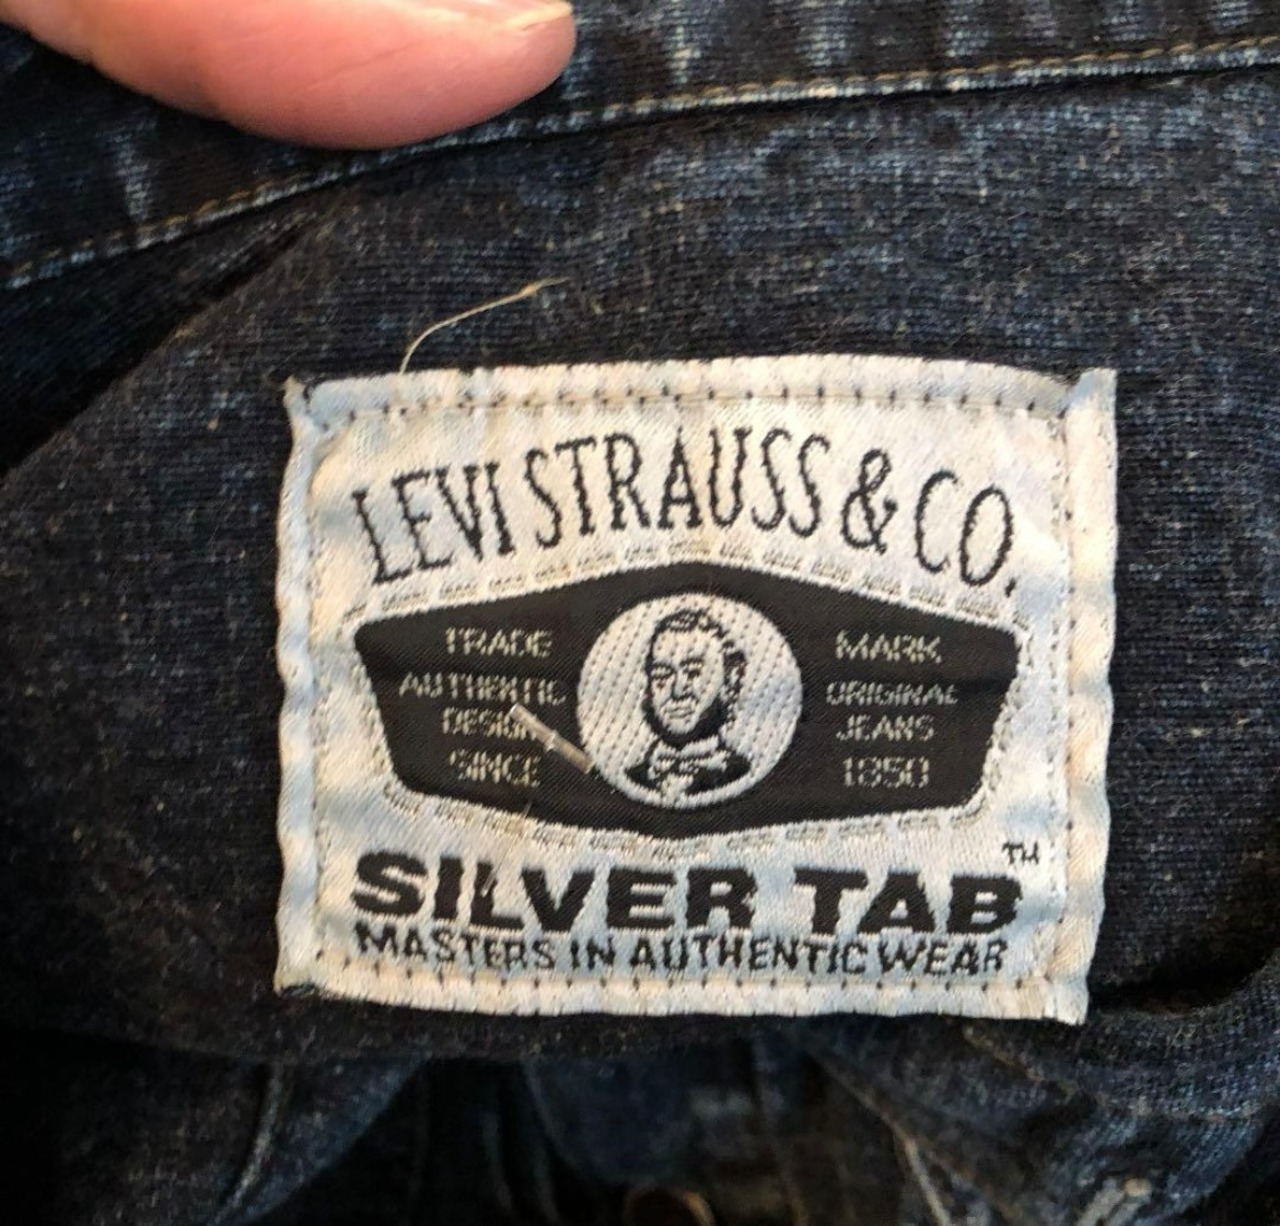 LEVI STRAUSS & CO.
TRADE MARK
AUTHENTIC ORIGINAL
DESIGN JEANS
SINCE 1850
SILVER TAB™
MASTERS IN AUTHENTIC WEAR